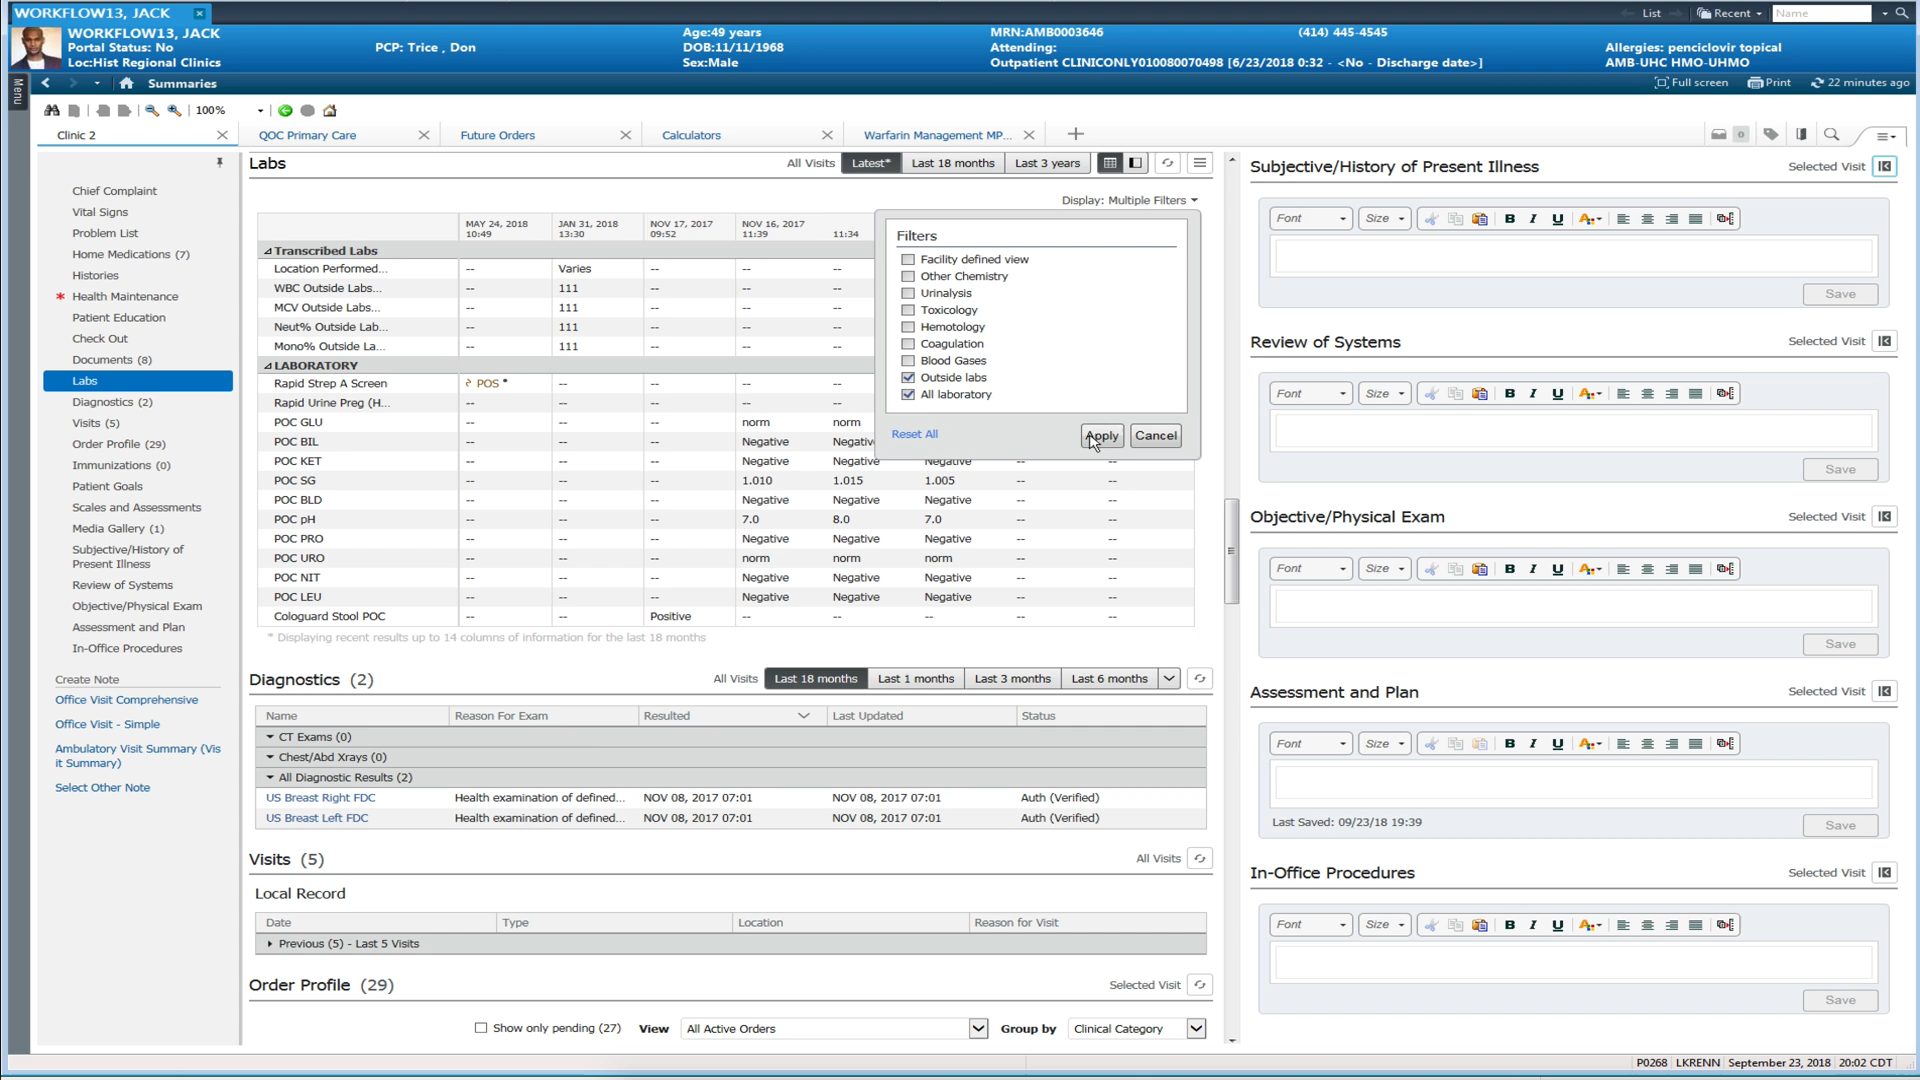 WORKFLOW13, JACK
List
Recent
Name
WORKFLOW13, JACK
Portal Status: No
Loc:Hist Regional Clinics
PCP: Trice , Don
Age:49 years
DOB:11/11/1968
Sex:Male
MRN:AMB0003646
Attending:
Outpatient CLINICONLY010080070498 [6/23/2018 0:32 - <No - Discharge date>]
(414) 445-4545
Allergies: penciclovir topical
AMB-UHC HMO-UHMO
Menu
Summaries
Full screen
Print
22 minutes ago
100%
Clinic 2
QOC Primary Care
Future Orders
Calculators
Warfarin Management MP...
0
Chief Complaint
Vital Signs
Problem List
Home Medications (7)
Histories
* Health Maintenance
Patient Education
Check Out
Documents (8)
Labs
Diagnostics (2)
Visits (5)
Order Profile (29)
Immunizations (0)
Patient Goals
Scales and Assessments
Media Gallery (1)
Subjective/History of
Present Illness
Review of Systems
Objective/Physical Exam
Assessment and Plan
In-Office Procedures
Create Note
Office Visit Comprehensive
Office Visit - Simple
Ambulatory Visit Summary (Vis
it Summary)
Select Other Note
Labs
All Visits
Latest*
Last 18 months
Last 3 years
Display: Multiple Filters
MAY 24, 2018 10:49
JAN 31, 2018 13:30
NOV 17, 2017 09:52
NOV 16, 2017 11:39
11:34
Transcribed Labs
Location Performed... -- Varies -- -- --
WBC Outside Labs... -- 111 -- -- --
MCV Outside Labs... -- 111 -- -- --
Neut% Outside Lab... -- 111 -- -- --
Mono% Outside La... -- 111 -- -- --
LABORATORY
Rapid Strep A Screen POS * -- -- -- --
Rapid Urine Preg (H... -- -- -- -- --
POC GLU -- -- -- norm norm
POC BIL -- -- -- Negative Negativ
POC KET -- -- -- Negative Negative Negative -- --
POC SG -- -- -- 1.010 1.015 1.005 -- --
POC BLD -- -- -- Negative Negative Negative -- --
POC pH -- -- -- 7.0 8.0 7.0 -- --
POC PRO -- -- -- Negative Negative Negative -- --
POC URO -- -- -- norm norm norm -- --
POC NIT -- -- -- Negative Negative Negative -- --
POC LEU -- -- -- Negative Negative Negative -- --
Cologuard Stool POC -- -- Positive -- -- -- -- --
* Displaying recent results up to 14 columns of information for the last 18 months
Filters
Facility defined view
Other Chemistry
Urinalysis
Toxicology
Hemotology
Coagulation
Blood Gases
Outside labs
All laboratory
Reset All
Apply
Cancel
Diagnostics (2)
All Visits
Last 18 months
Last 1 months
Last 3 months
Last 6 months
Name Reason For Exam Resulted Last Updated Status
CT Exams (0)
Chest/Abd Xrays (0)
All Diagnostic Results (2)
US Breast Right FDC Health examination of defined... NOV 08, 2017 07:01 NOV 08, 2017 07:01 Auth (Verified)
US Breast Left FDC Health examination of defined... NOV 08, 2017 07:01 NOV 08, 2017 07:01 Auth (Verified)
Visits (5)
All Visits
Local Record
Date Type Location Reason for Visit
Previous (5) - Last 5 Visits
Order Profile (29)
Selected Visit
Show only pending (27)
View
All Active Orders
Group by
Clinical Category
Subjective/History of Present Illness
Selected Visit
Font Size B I U A
Save
Review of Systems
Selected Visit
Font Size B I U A
Save
Objective/Physical Exam
Selected Visit
Font Size B I U A
Save
Assessment and Plan
Selected Visit
Font Size B I U A
Last Saved: 09/23/18 19:39
Save
In-Office Procedures
Selected Visit
Font Size B I U A
Save
P0268 LKRENN September 23, 2018 20:02 CDT